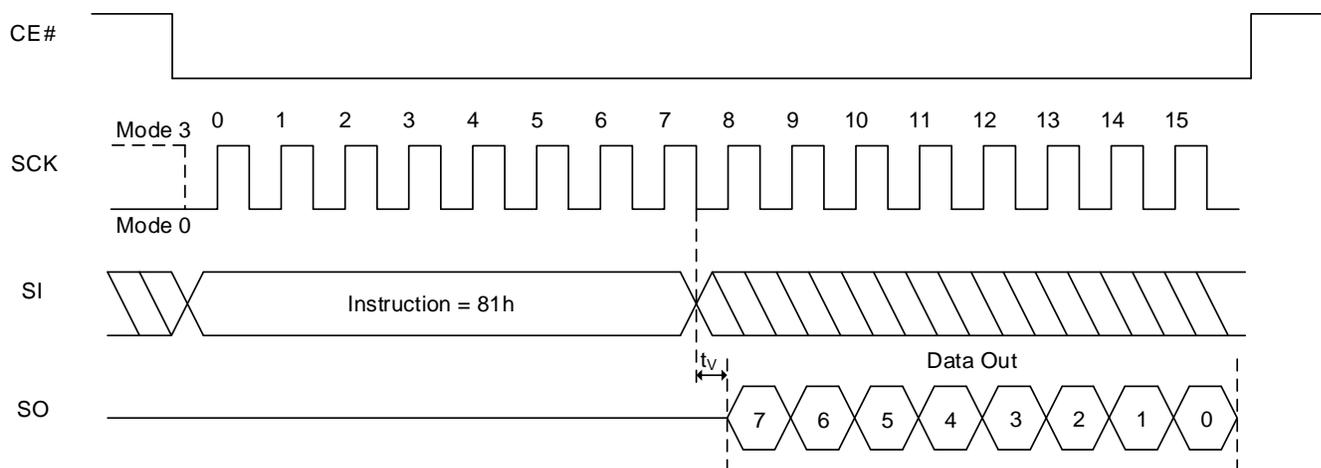 CE#
0 1 2 3 4 5 6 7 8 9 10 11 12 13 14 15
Mode 3
SCK
Mode 0
SI
Instruction = 81h
tV
Data Out
SO
7 6 5 4 3 2 1 0